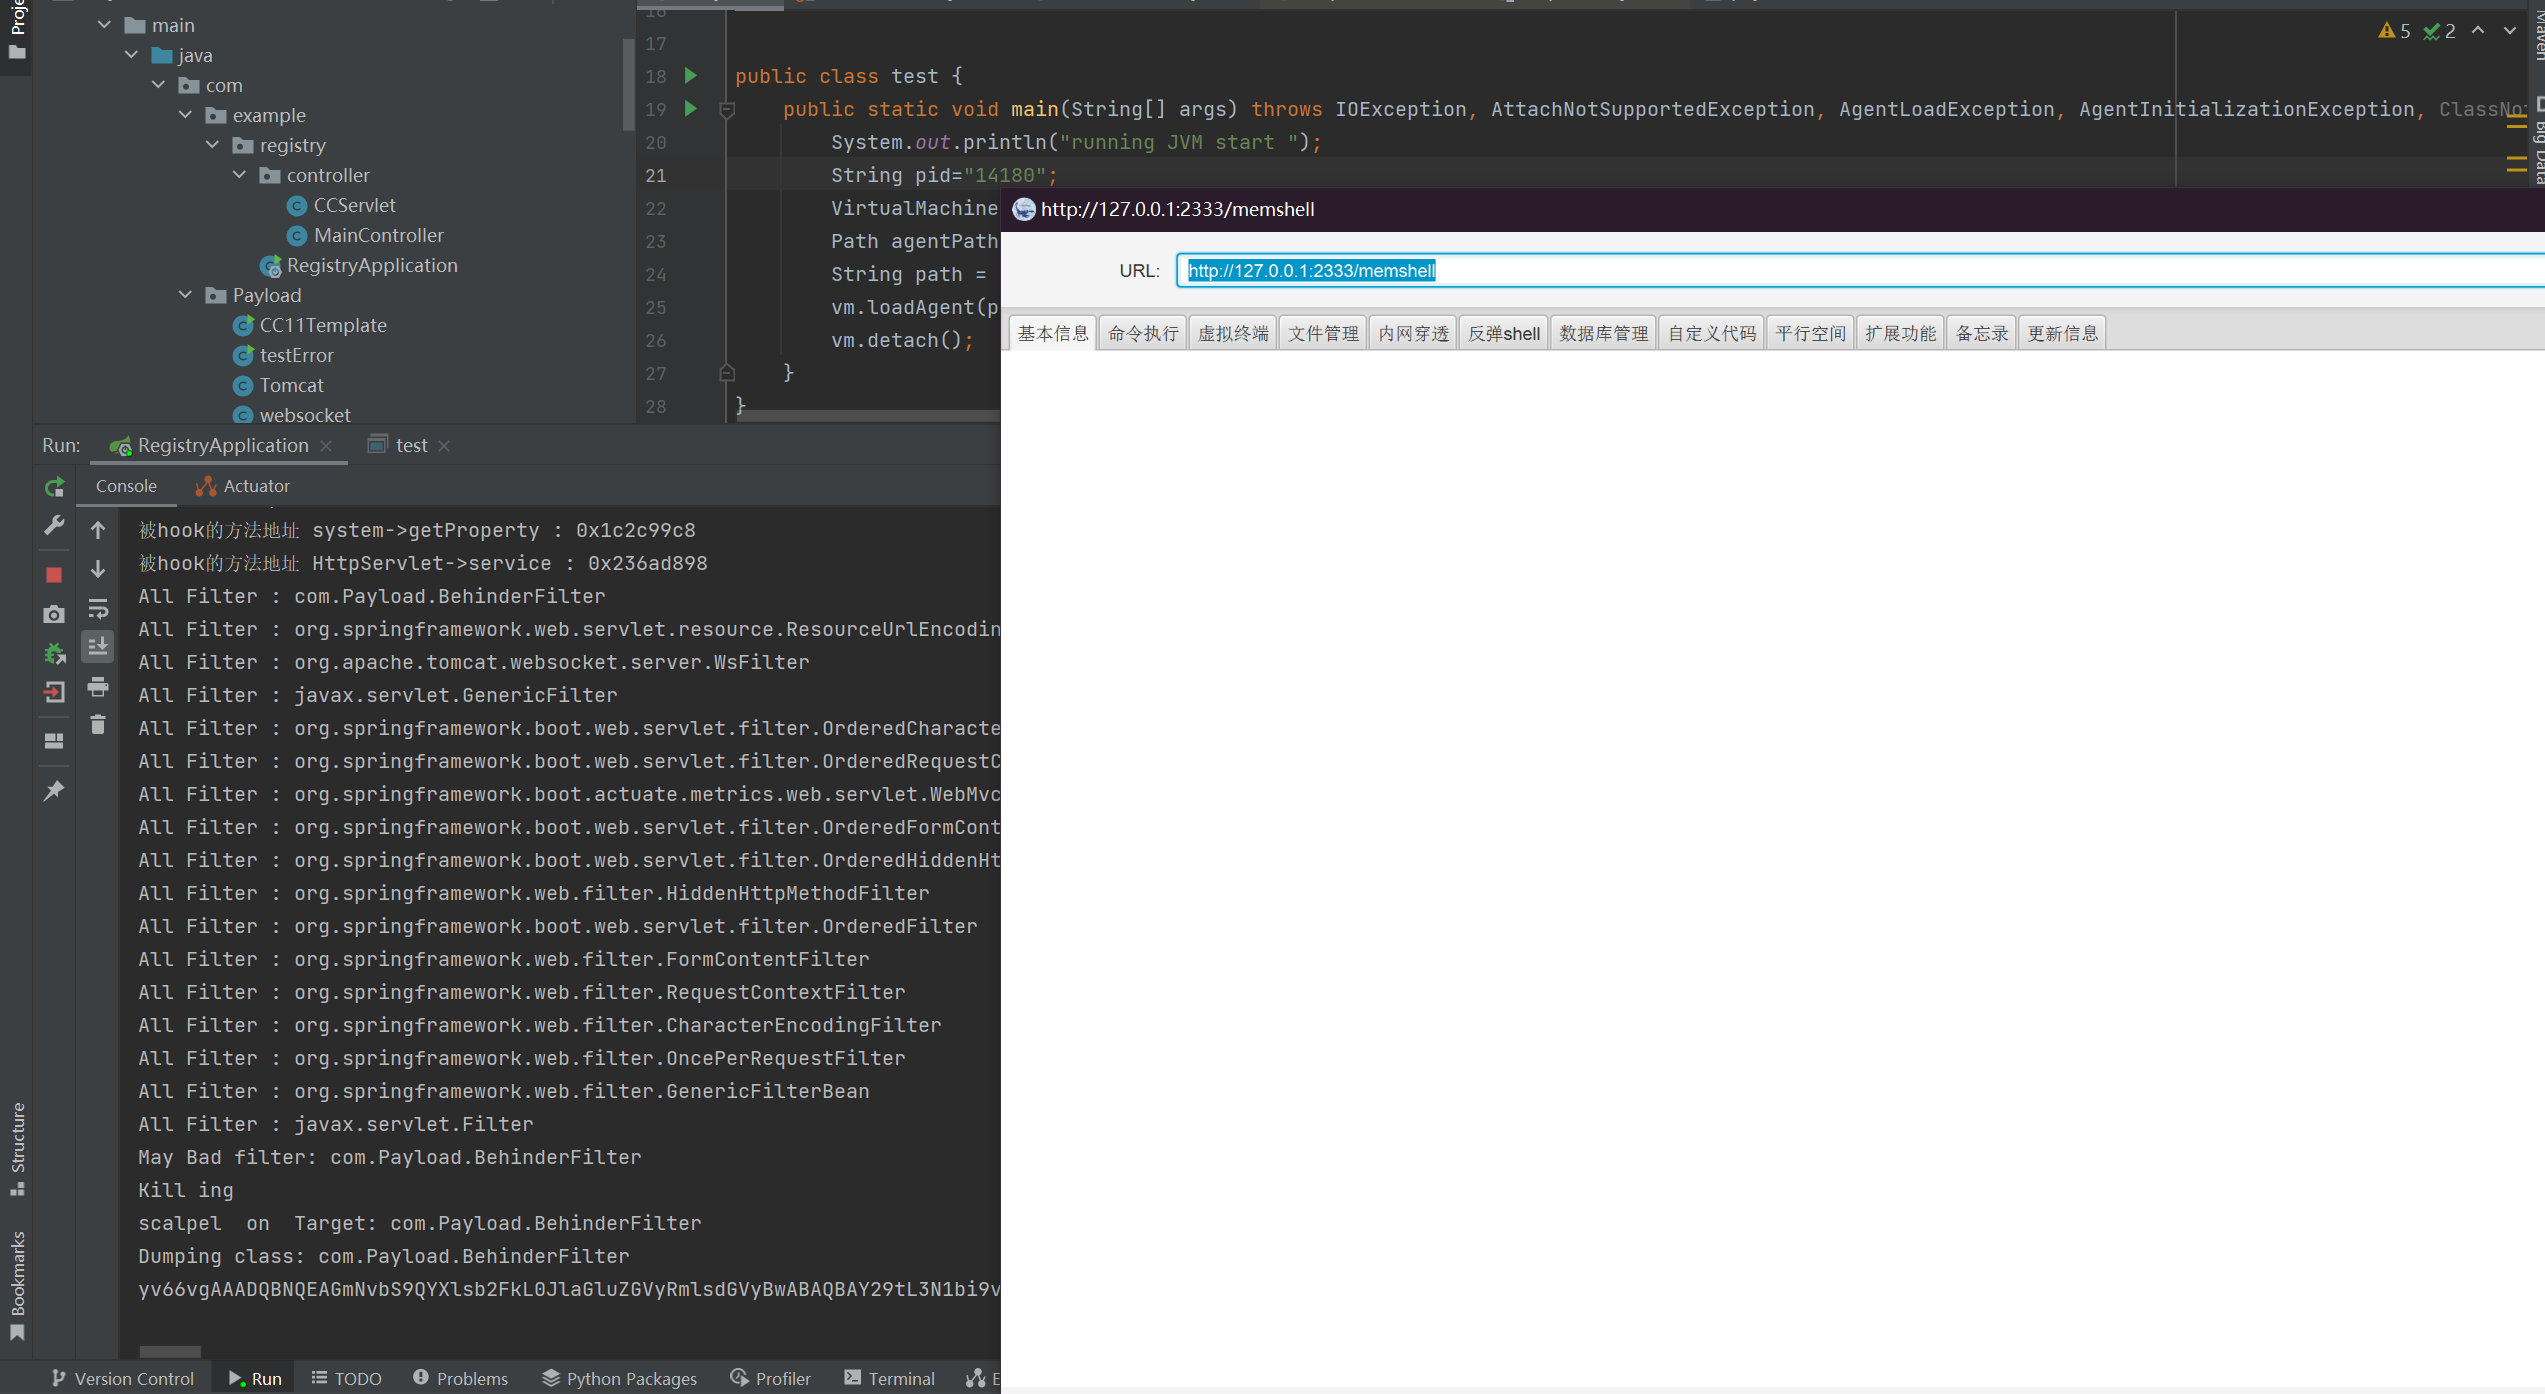 Proje
main
java
com
example
registry
controller
CCServlet
MainController
RegistryApplication
Payload
CC11Template
testError
Tomcat
websocket
16
17
18 public class test {
19 public static void main(String[] args) throws IOException, AttachNotSupportedException, AgentLoadException, AgentInitializationException, ClassNot
20 System.out.println("running JVM start ");
21 String pid="14180";
22 VirtualMachine
23 Path agentPath
24 String path =
25 vm.loadAgent(p
26 vm.detach();
27 }
28 }
5 2
Maven
Big Data
http://127.0.0.1:2333/memshell
URL: http://127.0.0.1:2333/memshell
基本信息 命令执行 虚拟终端 文件管理 内网穿透 反弹shell 数据库管理 自定义代码 平行空间 扩展功能 备忘录 更新信息
Run: RegistryApplication test
Console Actuator
被hook的方法地址 system->getProperty : 0x1c2c99c8
被hook的方法地址 HttpServlet->service : 0x236ad898
All Filter : com.Payload.BehinderFilter
All Filter : org.springframework.web.servlet.resource.ResourceUrlEncodin
All Filter : org.apache.tomcat.websocket.server.WsFilter
All Filter : javax.servlet.GenericFilter
All Filter : org.springframework.boot.web.servlet.filter.OrderedCharacte
All Filter : org.springframework.boot.web.servlet.filter.OrderedRequestC
All Filter : org.springframework.boot.actuate.metrics.web.servlet.WebMvc
All Filter : org.springframework.boot.web.servlet.filter.OrderedFormCont
All Filter : org.springframework.boot.web.servlet.filter.OrderedHiddenHt
All Filter : org.springframework.web.filter.HiddenHttpMethodFilter
All Filter : org.springframework.boot.web.servlet.filter.OrderedFilter
All Filter : org.springframework.web.filter.FormContentFilter
All Filter : org.springframework.web.filter.RequestContextFilter
All Filter : org.springframework.web.filter.CharacterEncodingFilter
All Filter : org.springframework.web.filter.OncePerRequestFilter
All Filter : org.springframework.web.filter.GenericFilterBean
All Filter : javax.servlet.Filter
May Bad filter: com.Payload.BehinderFilter
Kill ing
scalpel on Target: com.Payload.BehinderFilter
Dumping class: com.Payload.BehinderFilter
yv66vgAAADQBNQEAGmNvbS9QYXlsb2FkL0JlaGluZGVyRmlsdGVyBwABAQBAY29tL3N1bi9v
Structure
Bookmarks
Version Control Run TODO Problems Python Packages Profiler Terminal E